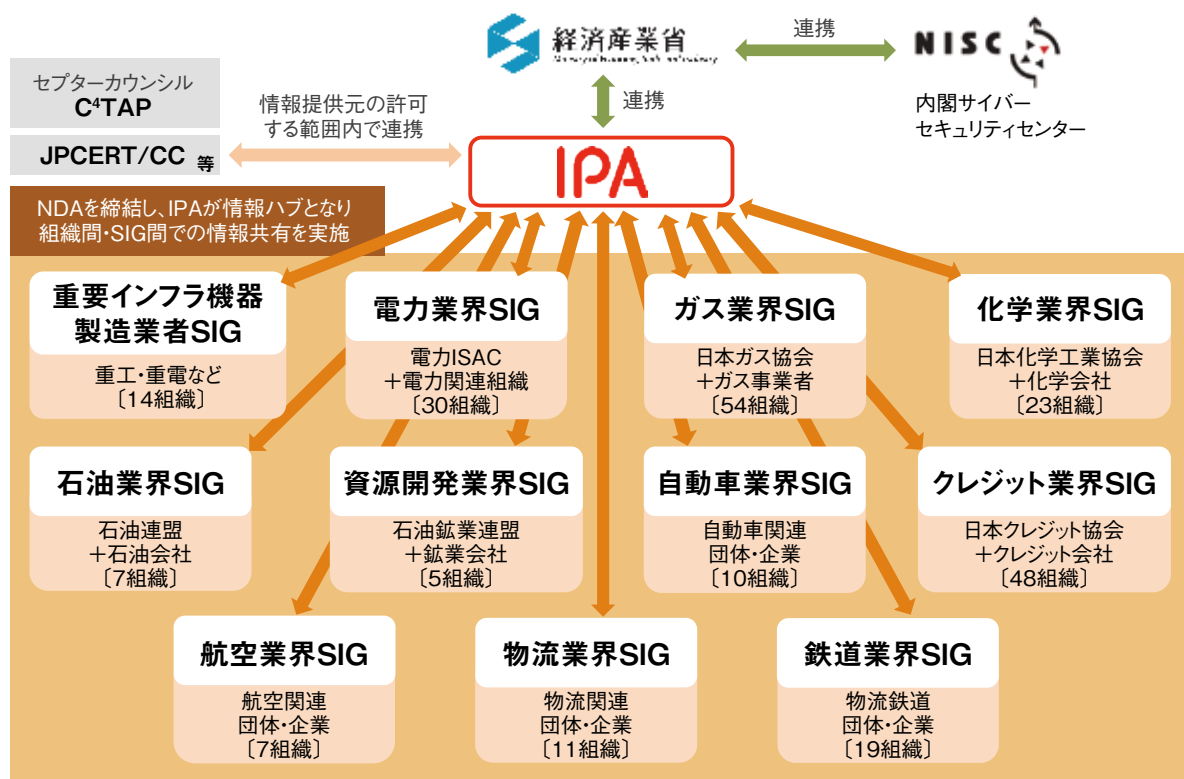 経済産業省
連携
NISC
内閣サイバー
セキュリティセンター
セプターカウンシル
C⁴TAP
JPCERT/CC 等
情報提供元の許可
する範囲内で連携
連携
IPA
NDAを締結し、IPAが情報ハブとなり
組織間・SIG間での情報共有を実施
重要インフラ機器
製造業者SIG
重工・重電など
〔14組織〕
電力業界SIG
電力ISAC
＋電力関連組織
〔30組織〕
ガス業界SIG
日本ガス協会
＋ガス事業者
〔54組織〕
化学業界SIG
日本化学工業協会
＋化学会社
〔23組織〕
石油業界SIG
石油連盟
＋石油会社
〔7組織〕
資源開発業界SIG
石油鉱業連盟
＋鉱業会社
〔5組織〕
自動車業界SIG
自動車関連
団体・企業
〔10組織〕
クレジット業界SIG
日本クレジット協会
＋クレジット会社
〔48組織〕
航空業界SIG
航空関連
団体・企業
〔7組織〕
物流業界SIG
物流関連
団体・企業
〔11組織〕
鉄道業界SIG
物流鉄道
団体・企業
〔19組織〕